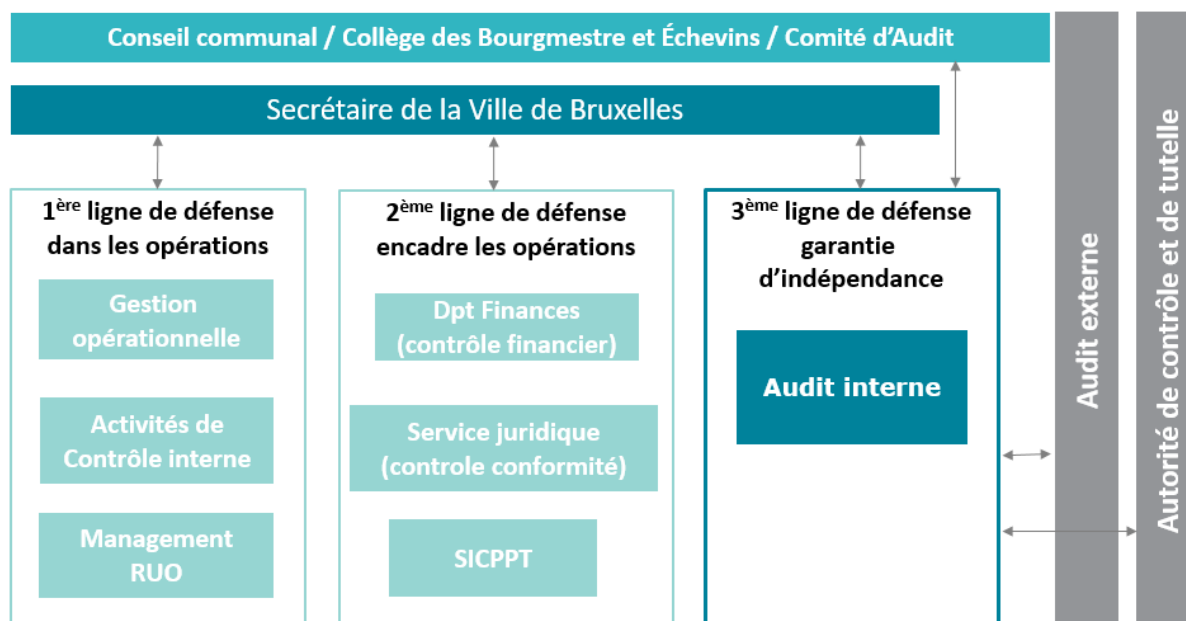 Conseil communal / Collège des Bourgmestre et Échevins / Comité d'Audit
Secrétaire de la Ville de Bruxelles
1ère ligne de défense
dans les opérations
Gestion
opérationnelle
Activités de
Contrôle interne
Management
RUO
2ème ligne de défense
encadre les opérations
Dpt Finances
(contrôle financier)
Service juridique
(controle conformité)
SICPPT
3ème ligne de défense
garantie
d'indépendance
Audit interne
Audit externe
Autorité de contrôle et de tutelle